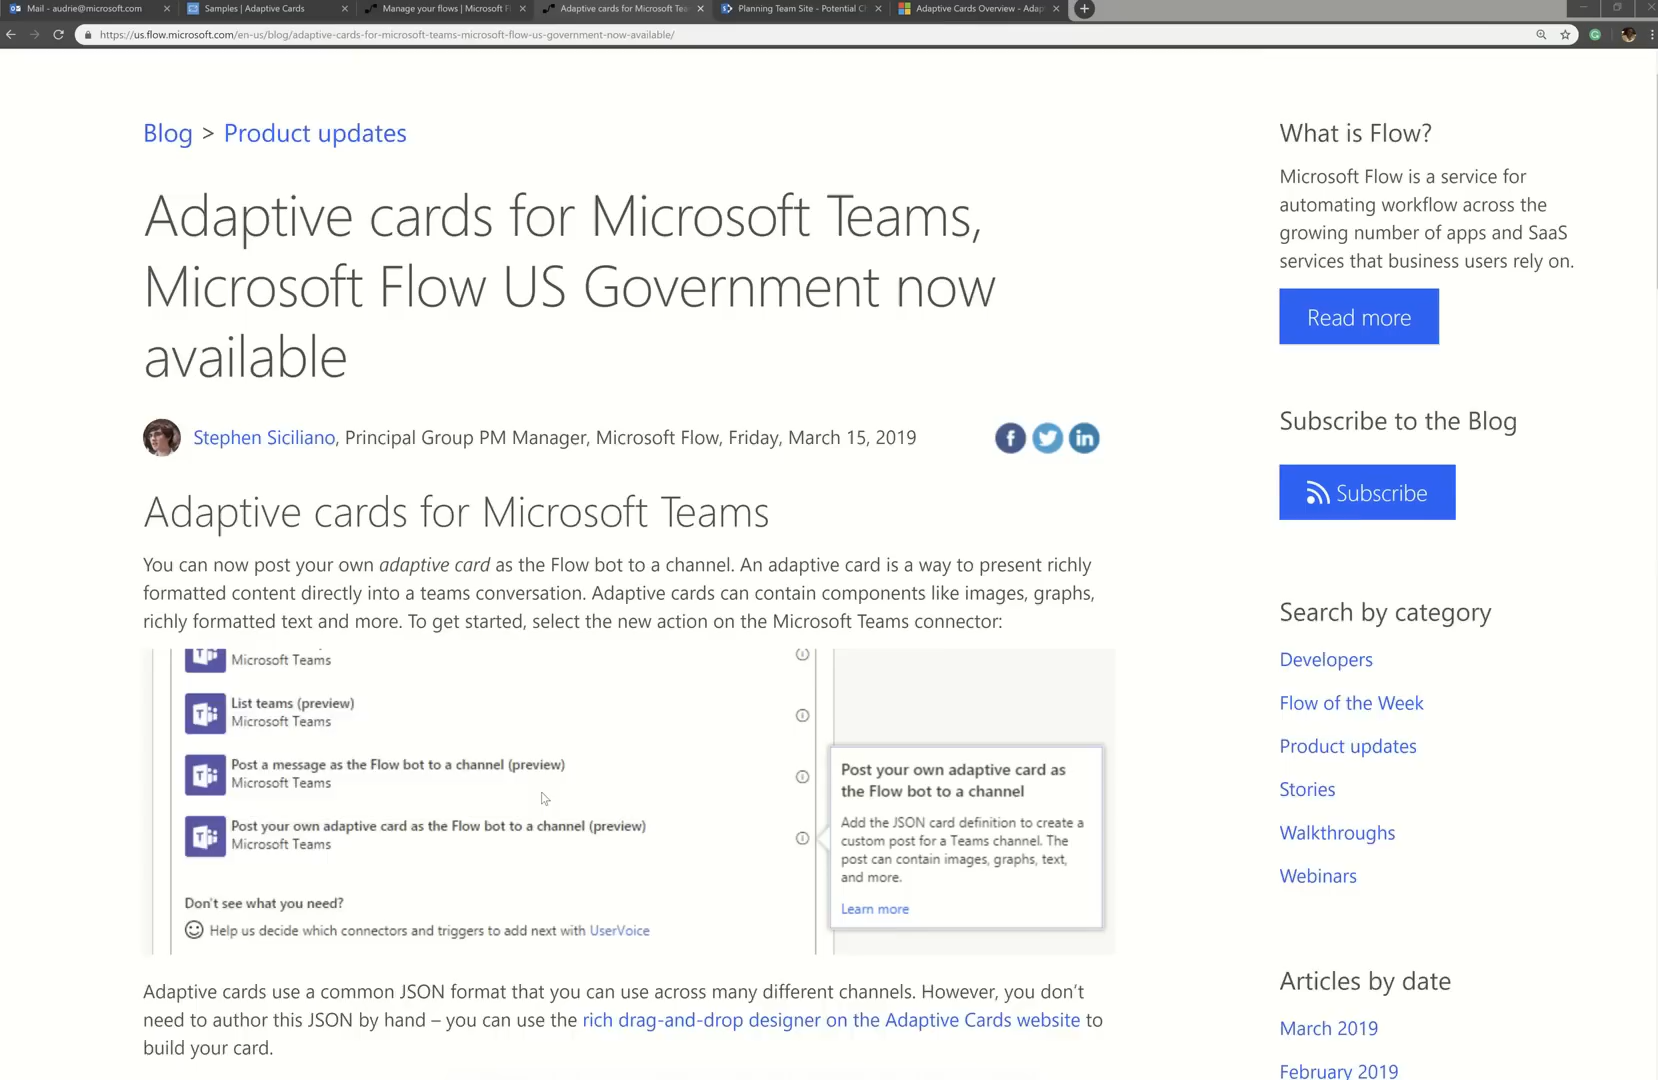 Mail - audrie@microsoft.com
Samples | Adaptive Cards
Manage your flows | Microsoft Fl
Adaptive cards for Microsoft Tea
Planning Team Site - Potential C
Adaptive Cards Overview - Adap
https://us.flow.microsoft.com/en-us/blog/adaptive-cards-for-microsoft-teams-microsoft-flow-us-government-now-available/
Blog > Product updates
Adaptive cards for Microsoft Teams,
Microsoft Flow US Government now
available
Stephen Siciliano, Principal Group PM Manager, Microsoft Flow, Friday, March 15, 2019
Adaptive cards for Microsoft Teams
You can now post your own adaptive card as the Flow bot to a channel. An adaptive card is a way to present richly
formatted content directly into a teams conversation. Adaptive cards can contain components like images, graphs,
richly formatted text and more. To get started, select the new action on the Microsoft Teams connector:
Microsoft Teams
List teams (preview)
Microsoft Teams
Post a message as the Flow bot to a channel (preview)
Microsoft Teams
Post your own adaptive card as the Flow bot to a channel (preview)
Microsoft Teams
Don't see what you need?
Help us decide which connectors and triggers to add next with UserVoice
Post your own adaptive card as
the Flow bot to a channel
Add the JSON card definition to create a
custom post for a Teams channel. The
post can contain images, graphs, text,
and more.
Learn more
Adaptive cards use a common JSON format that you can use across many different channels. However, you don't
need to author this JSON by hand – you can use the rich drag-and-drop designer on the Adaptive Cards website to
build your card.
What is Flow?
Microsoft Flow is a service for
automating workflow across the
growing number of apps and SaaS
services that business users rely on.
Read more
Subscribe to the Blog
Subscribe
Search by category
Developers
Flow of the Week
Product updates
Stories
Walkthroughs
Webinars
Articles by date
March 2019
February 2019